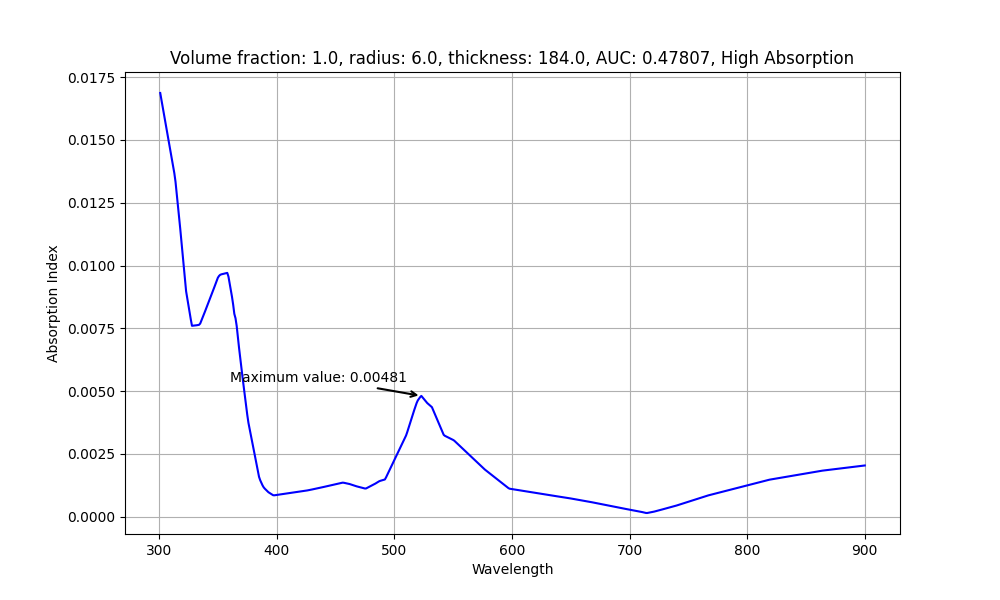 Volume fraction: 1.0, radius: 6.0, thickness: 184.0, AUC: 0.47807, High Absorption
0.0175
0.0150
0.0125
0.0100
0.0075
0.0050
0.0025
0.0000
Absorption Index
Maximum value: 0.00481
300 400 500 600 700 800 900
Wavelength